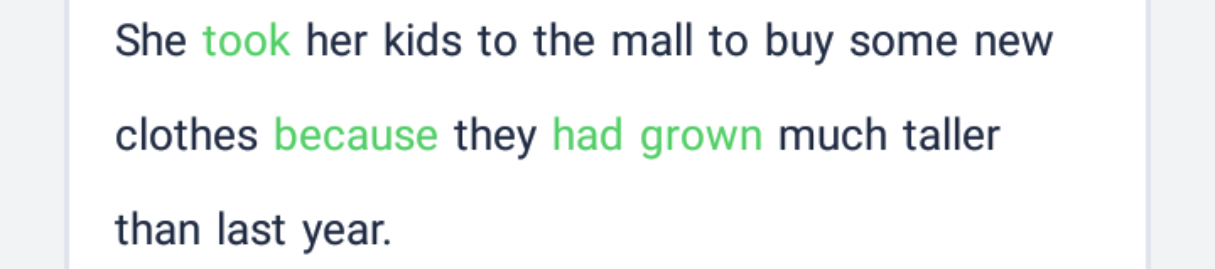 She took her kids to the mall to buy some new
clothes because they had grown much taller
than last year.